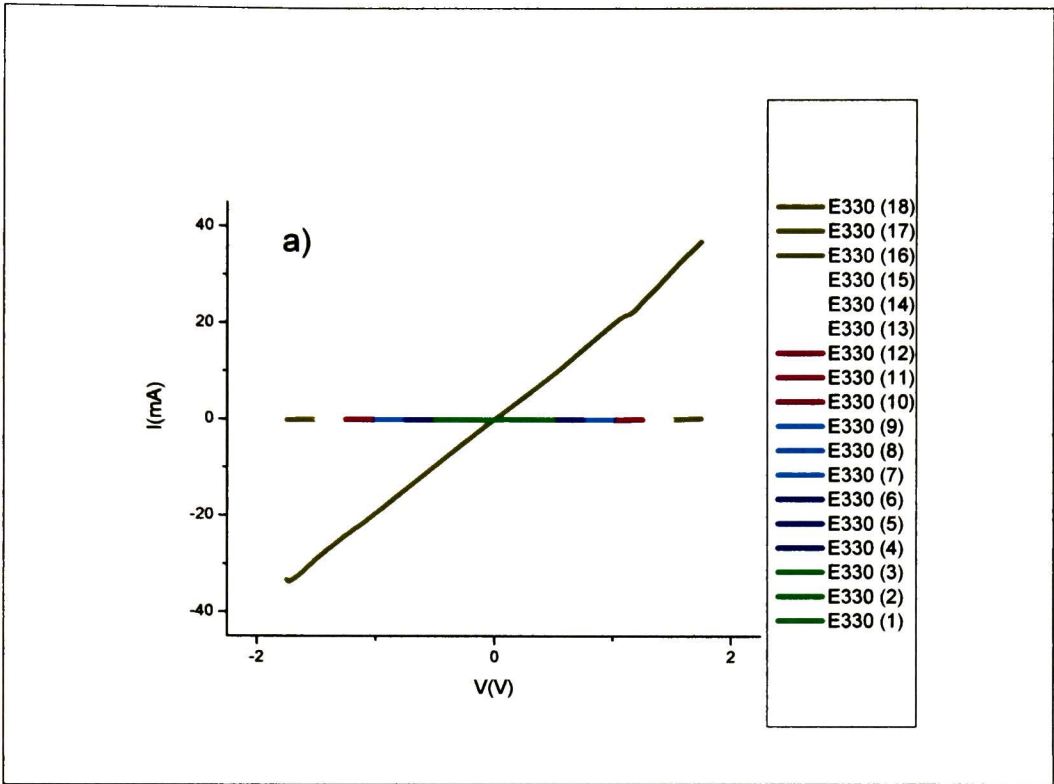 a)
I(mA)
40
20
0
-20
-40
-2
0
2
V(V)
E330 (18)
E330 (17)
E330 (16)
E330 (15)
E330 (14)
E330 (13)
E330 (12)
E330 (11)
E330 (10)
E330 (9)
E330 (8)
E330 (7)
E330 (6)
E330 (5)
E330 (4)
E330 (3)
E330 (2)
E330 (1)